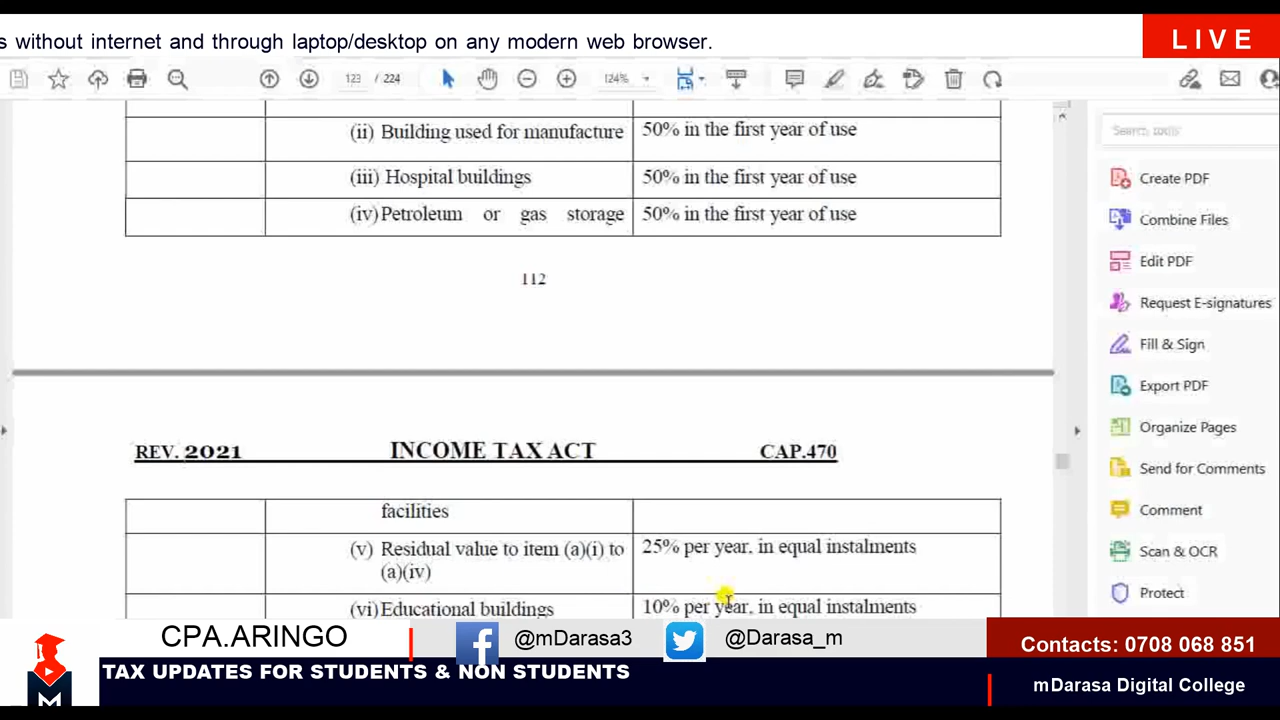 s without internet and through laptop/desktop on any modern web browser.
LIVE
123 / 224
124%
(ii) Building used for manufacture
50% in the first year of use
(iii) Hospital buildings
50% in the first year of use
(iv) Petroleum or gas storage
50% in the first year of use
112
REV. 2021
INCOME TAX ACT
CAP.470
facilities
(v) Residual value to item (a)(i) to
(a)(iv)
25% per year, in equal instalments
(vi) Educational buildings
10% per year, in equal instalments
Search tools
Create PDF
Combine Files
Edit PDF
Request E-signatures
Fill & Sign
Export PDF
Organize Pages
Send for Comments
Comment
Scan & OCR
Protect
CPA.ARINGO
@mDarasa3
@Darasa_m
Contacts: 0708 068 851
M
TAX UPDATES FOR STUDENTS & NON STUDENTS
mDarasa Digital College